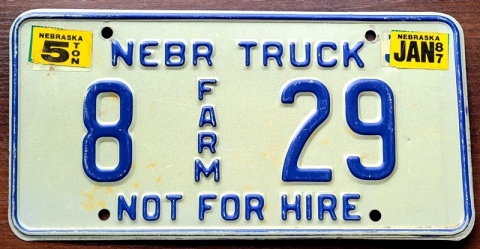 NEBRASKA
5 TON
NEBR TRUCK
NEBRASKA
JAN 87
8 FARM 29
NOT FOR HIRE